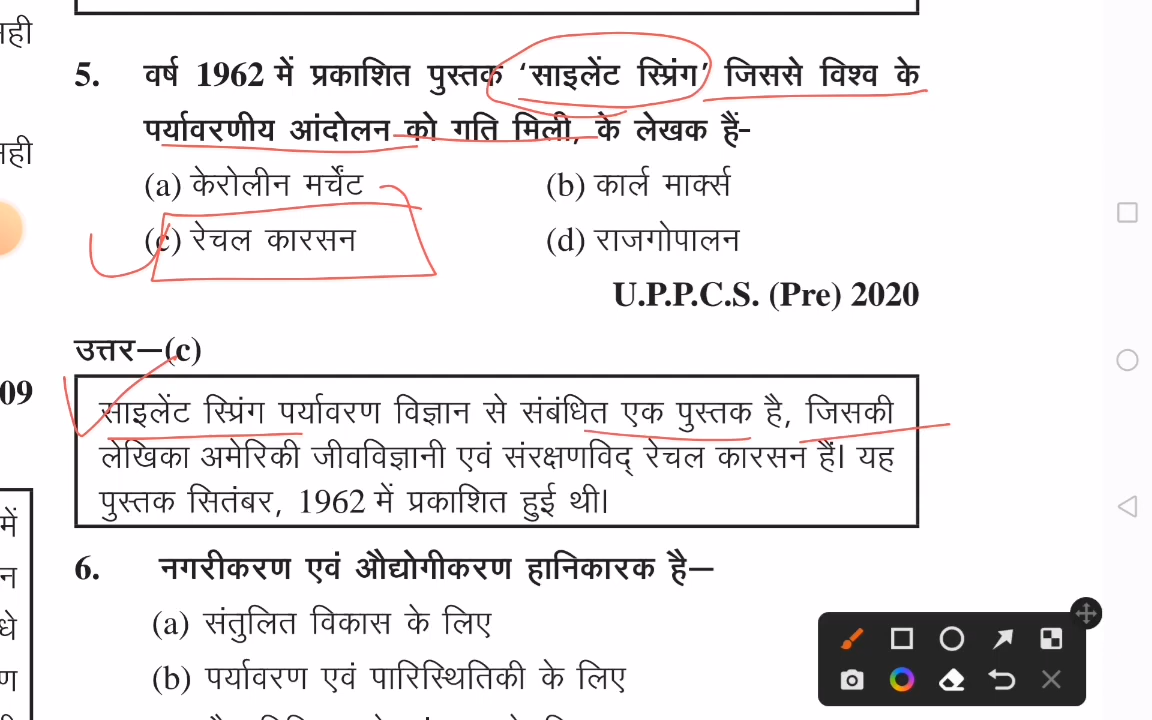 नही
5. वर्ष 1962 में प्रकाशित पुस्तक ‘साइलेंट स्प्रिंग’ जिससे विश्व के
पर्यावरणीय आंदोलन को गति मिली, के लेखक हैं-
नही
(a) केरोलीन मर्चेंट (b) कार्ल मार्क्स
(c) रेचल कारसन (d) राजगोपालन
U.P.P.C.S. (Pre) 2020
उत्तर—(c)
09
साइलेंट स्प्रिंग पर्यावरण विज्ञान से संबंधित एक पुस्तक है, जिसकी
लेखिका अमेरिकी जीवविज्ञानी एवं संरक्षणविद् रेचल कारसन हैं। यह
पुस्तक सितंबर, 1962 में प्रकाशित हुई थी।
में
6. नगरीकरण एवं औद्योगीकरण हानिकारक है—
न
(a) संतुलित विकास के लिए
धे
(b) पर्यावरण एवं पारिस्थितिकी के लिए
ण